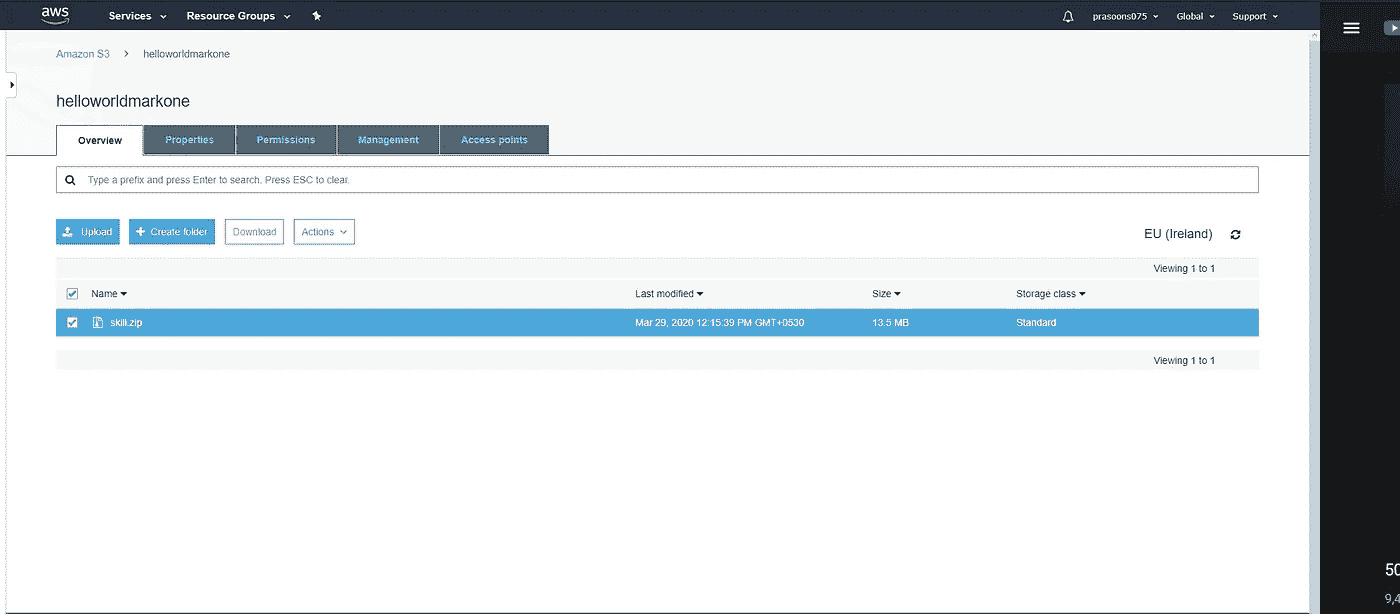 aws Services Resource Groups prasoons075 Global Support
Amazon S3 > helloworldmarkone
helloworldmarkone
Overview Properties Permissions Management Access points
Type a prefix and press Enter to search. Press ESC to clear.
Upload + Create folder Download Actions EU (Ireland)
Viewing 1 to 1
Name Last modified Size Storage class
skill.zip Mar 29, 2020 12:15:39 PM GMT+0530 13.5 MB Standard
Viewing 1 to 1
50
9,4